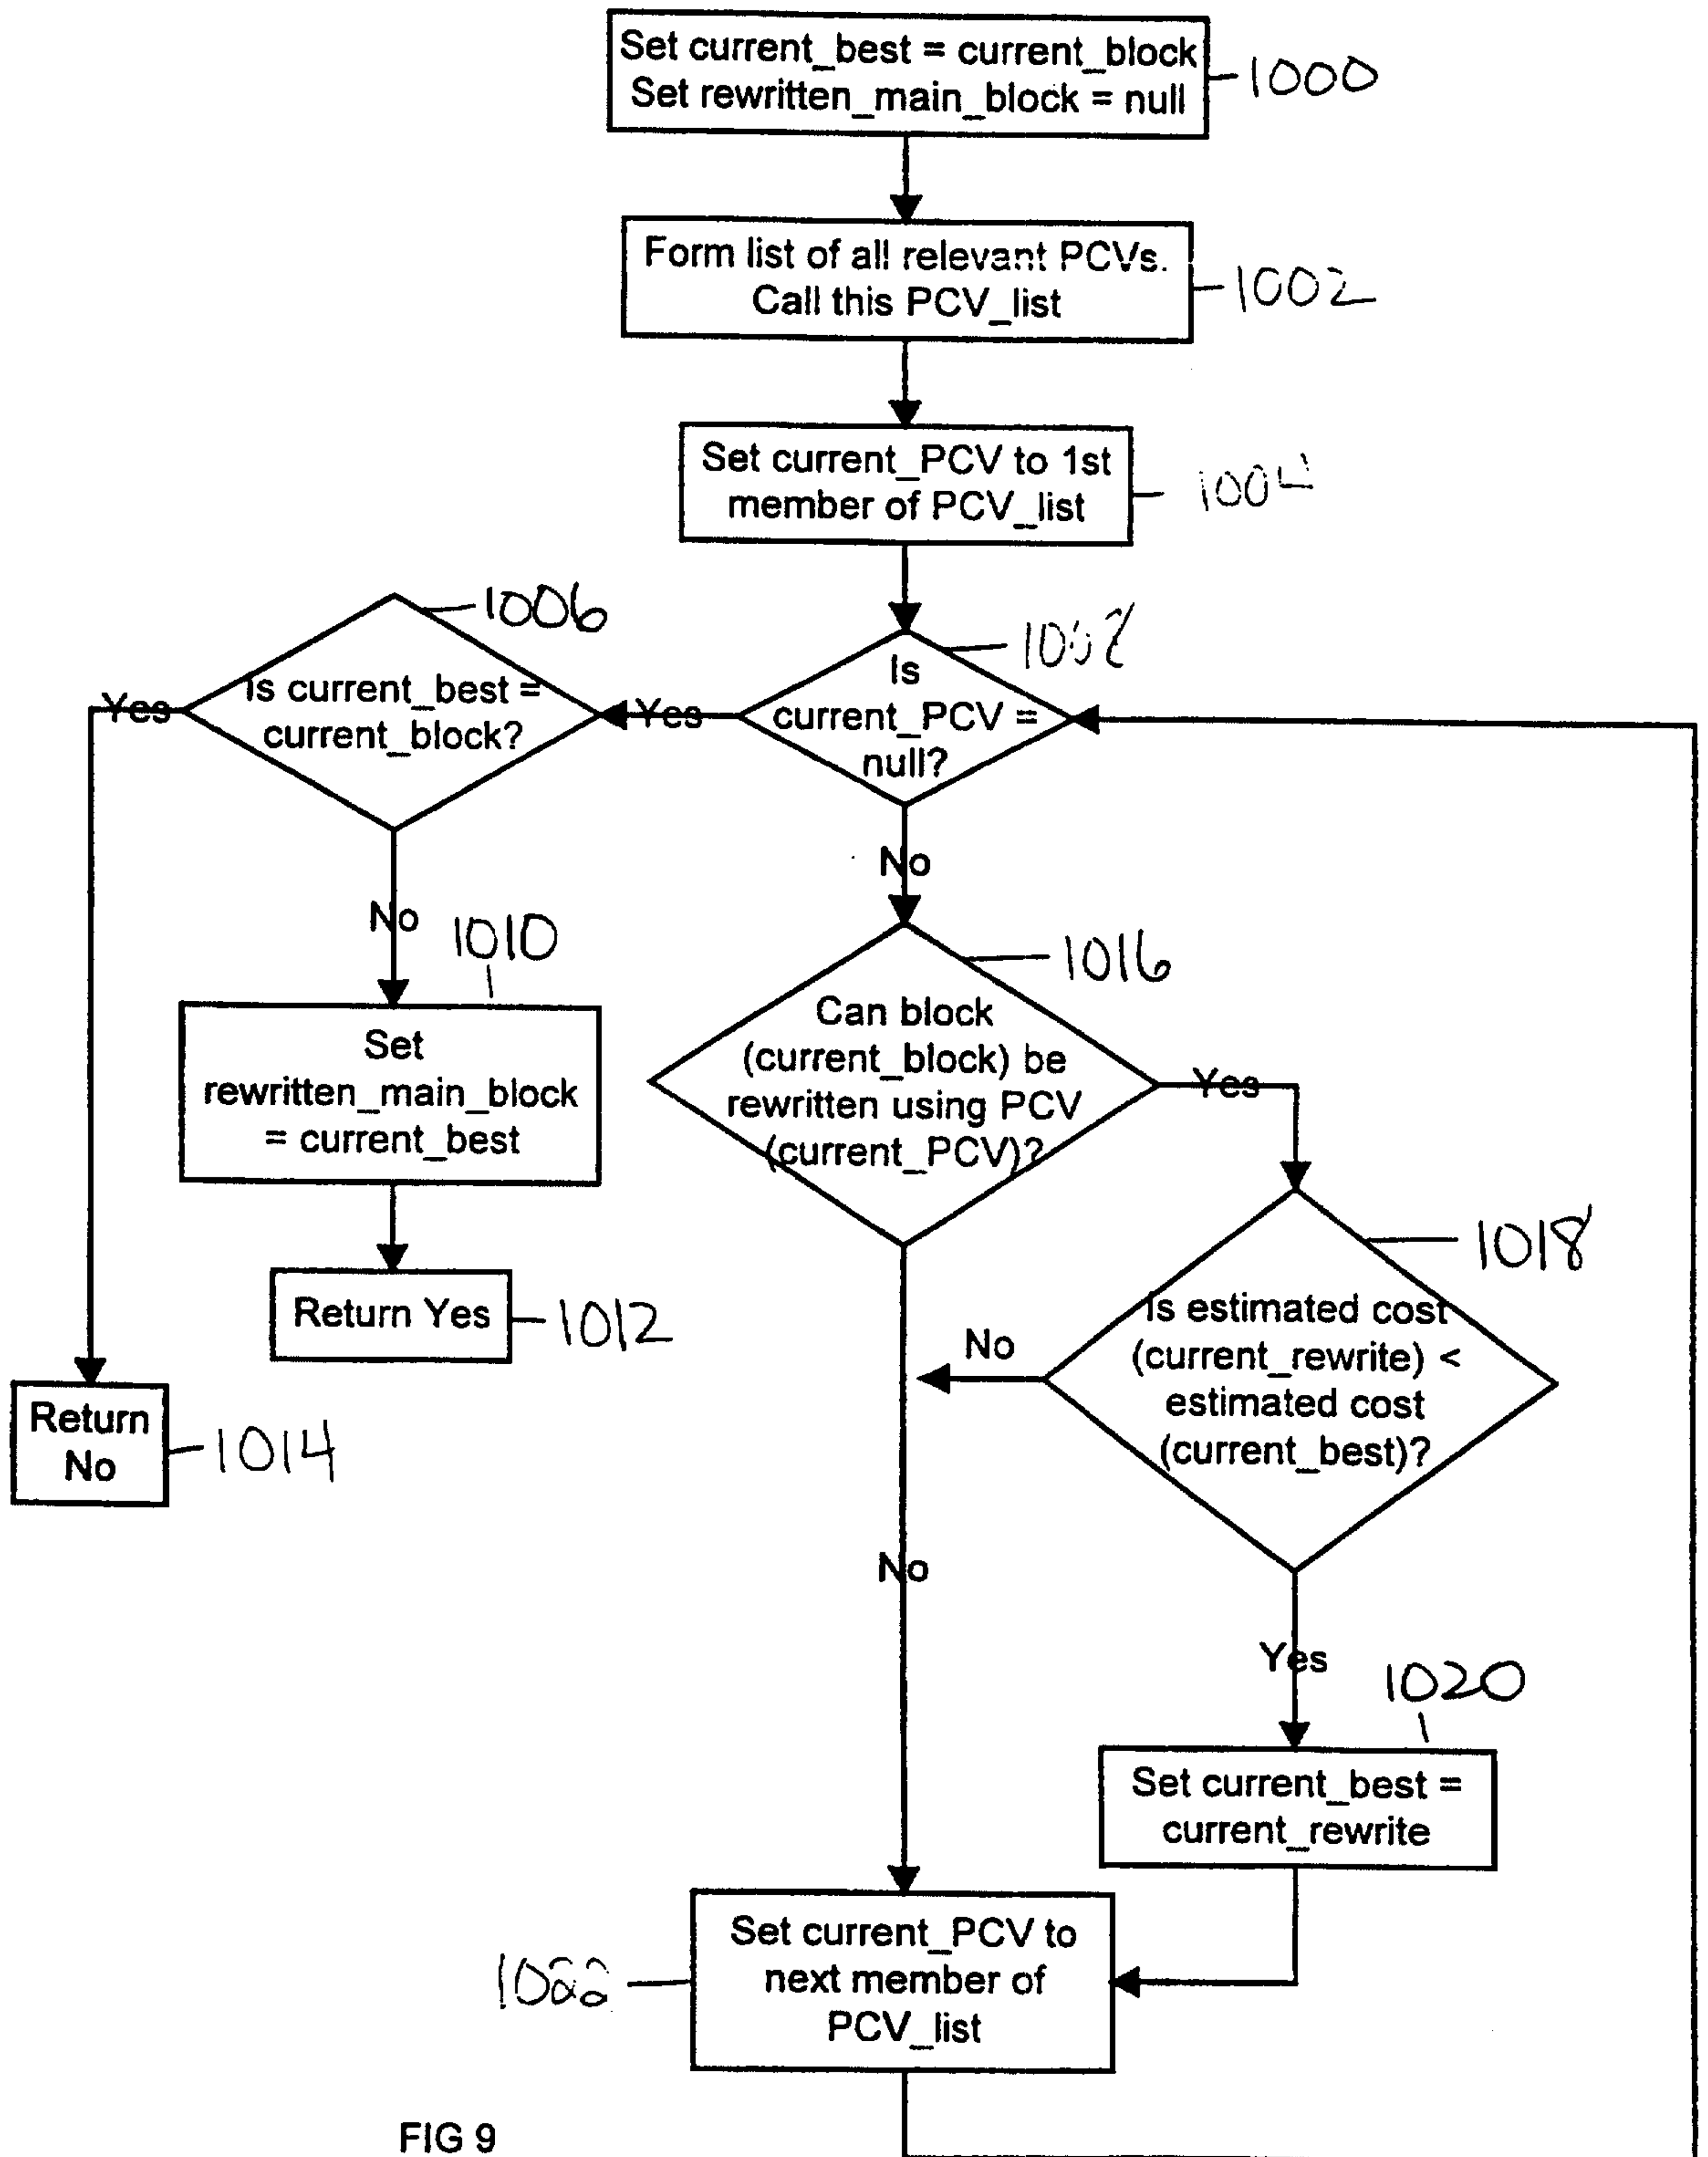 Set current_best = current_block
Set rewritten_main_block = null
1000
Form list of all relevant PCVs.
Call this PCV_list
1002
Set current_PCV to 1st
member of PCV_list
1004
1006
Is current_best =
current_block?
Yes
Yes
Is
current_PCV =
null?
No
No
1010
Set
rewritten_main_block
= current_best
1016
Can block
(current_block) be
rewritten using PCV
(current_PCV)?
Yes
Return Yes
1012
1018
Is estimated cost
(current_rewrite) <
estimated cost
(current_best)?
No
Return
No
1014
No
Yes
1020
Set current_best =
current_rewrite
Set current_PCV to
next member of
PCV_list
1022
FIG 9